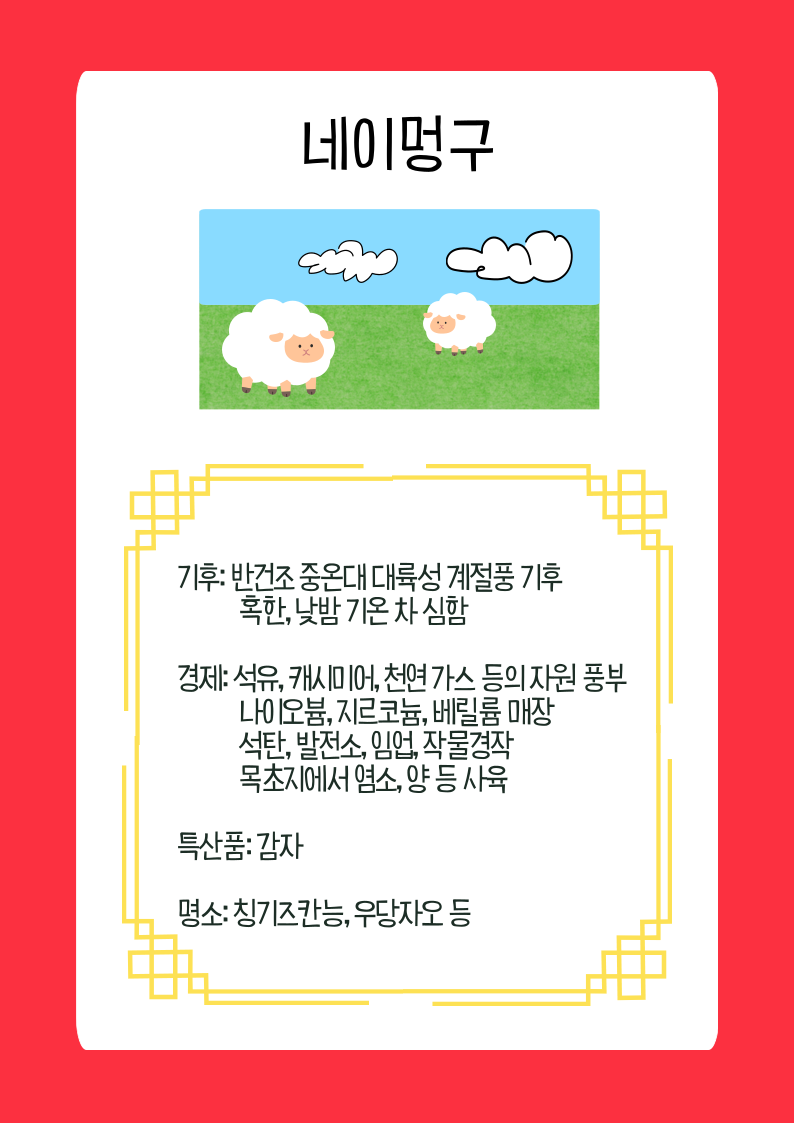 네이멍구
기후: 반건조 중온대 대륙성 계절풍 기후
혹한, 낮밤 기온 차 심함
경제: 석유, 캐시미어, 천연 가스 등의 자원 풍부
나이오븀, 지르코늄, 베릴륨 매장
석탄, 발전소, 임업, 작물경작
목초지에서 염소, 양 등 사육
특산품: 감자
명소: 칭기즈칸능, 우당자오 등